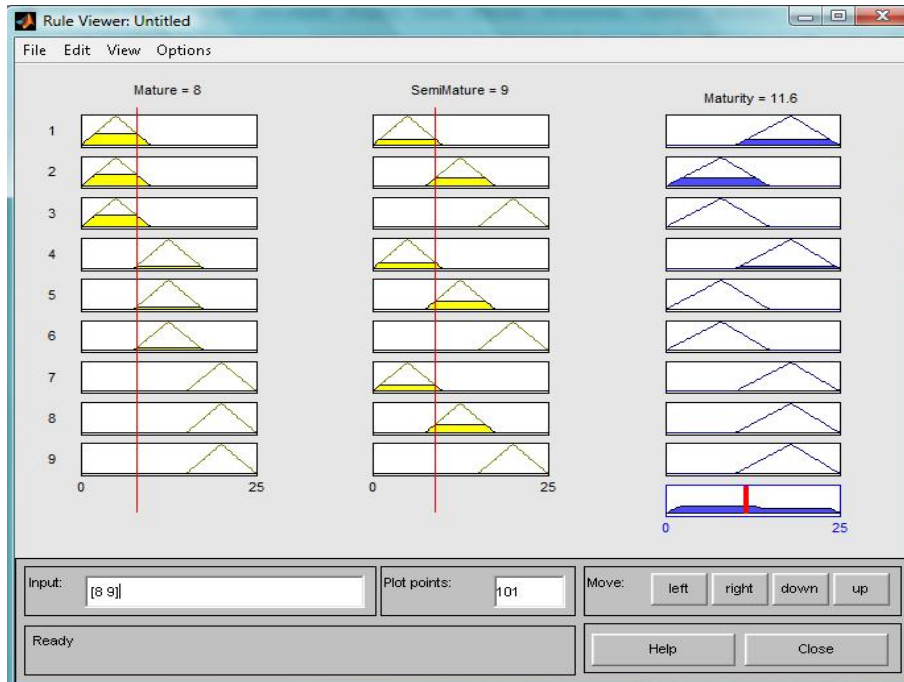 Rule Viewer: Untitled
File Edit View Options
Mature = 8
SemiMature = 9
Maturity = 11.6
1
2
3
4
5
6
7
8
9
0 25
0 25
0 25
Input: [8 9]
Plot points: 101
Move: left right down up
Ready
Help Close